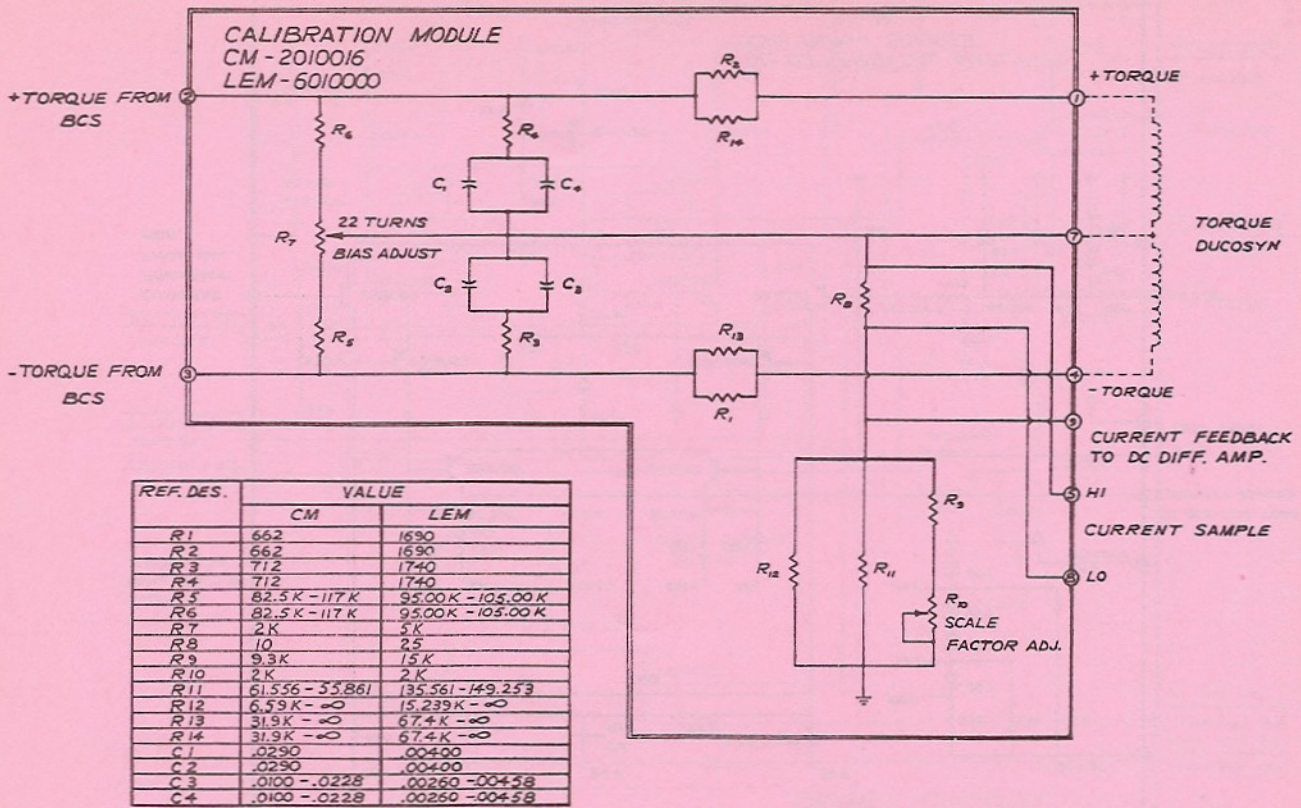 CALIBRATION MODULE
CM-2010016
LEM-6010000
+TORQUE FROM
BCS
2
R6
R4
R2
R14
1
+TORQUE
C1
C4
R7
22 TURNS
BIAS ADJUST
7
TORQUE
DUCOSYN
C2
C3
R8
R5
R3
R13
R1
-TORQUE FROM
BCS
3
4
-TORQUE
9
CURRENT FEEDBACK
TO DC DIFF. AMP.
5 HI
CURRENT SAMPLE
8 LO
R12
R11
R9
R10
SCALE
FACTOR ADJ.
REF. DES. VALUE
CM LEM
R1 662 1690
R2 662 1690
R3 712 1740
R4 712 1740
R5 82.5K-117K 95.00K-105.00K
R6 82.5K-117K 95.00K-105.00K
R7 2K 5K
R8 10 25
R9 9.3K 15K
R10 2K 2K
R11 61.556-55.861 135.561-149.253
R12 6.59K-∞ 15.239K-∞
R13 31.9K-∞ 67.4K-∞
R14 31.9K-∞ 67.4K-∞
C1 .0290 .00400
C2 .0290 .00400
C3 .0100-.0228 .00260-.00458
C4 .0100-.0228 .00260-.00458